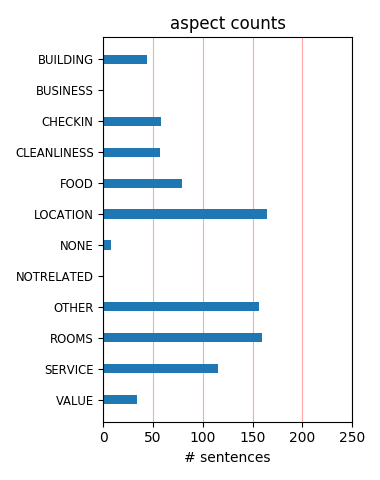 aspect counts
BUILDING
BUSINESS
CHECKIN
CLEANLINESS
FOOD
LOCATION
NONE
NOTRELATED
OTHER
ROOMS
SERVICE
VALUE
0 50 100 150 200 250
# sentences